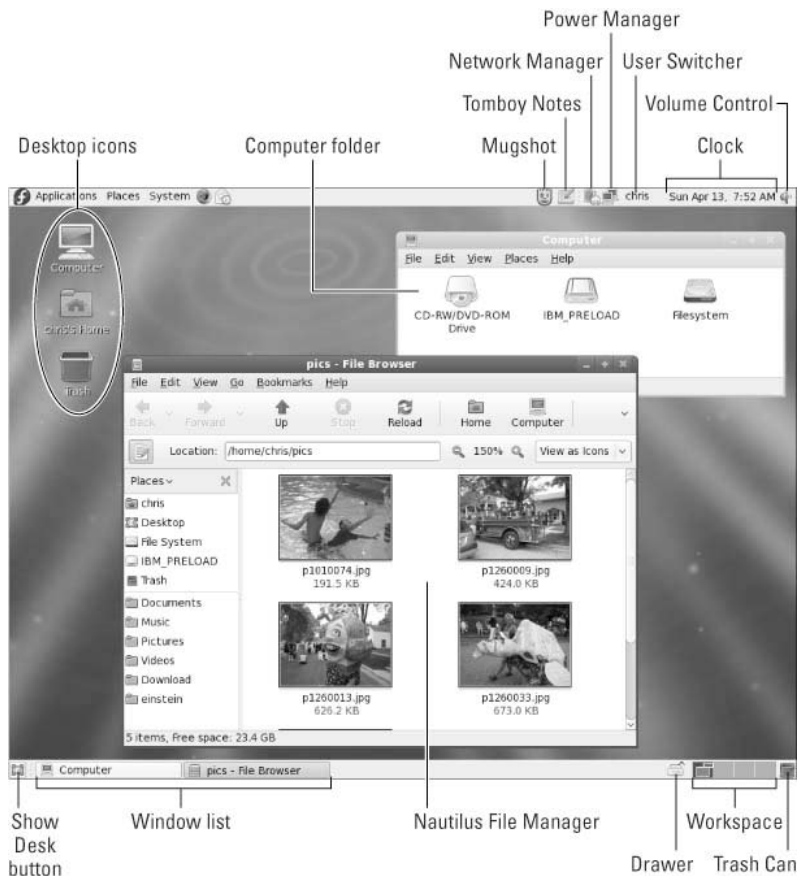 Power Manager
Network Manager
User Switcher
Tomboy Notes
Volume Control
Desktop icons
Computer folder
Mugshot
Clock
Applications Places System
chris
Sun Apr 13, 7:52 AM
Computer
chris's Home
Trash
Computer
File Edit View Places Help
CD-RW/DVD-ROM
Drive
IBM_PRELOAD
Filesystem
pics - File Browser
File Edit View Go Bookmarks Help
Back
Forward
Up
Stop
Reload
Home
Computer
Location: /home/chris/pics
150%
View as Icons
Places
chris
Desktop
File System
IBM_PRELOAD
Trash
Documents
Music
Pictures
Videos
Download
einstein
p1010074.jpg
191.5 KB
p1260009.jpg
424.0 KB
p1260013.jpg
626.2 KB
p1260033.jpg
673.0 KB
5 items, Free space: 23.4 GB
Computer
pics - File Browser
Show
Desk
button
Window list
Nautilus File Manager
Workspace
Drawer
Trash Can